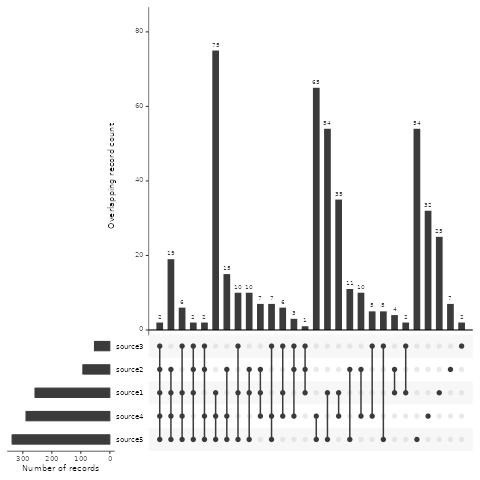 80
60
40
20
0
Overlapping record count
2 19 6 2 2 75 15 10 10 7 7 6 3 1 65 54 35 11 10 5 5 4 2 54 32 25 7 2
source3
source2
source1
source4
source5
300 200 100 0
Number of records